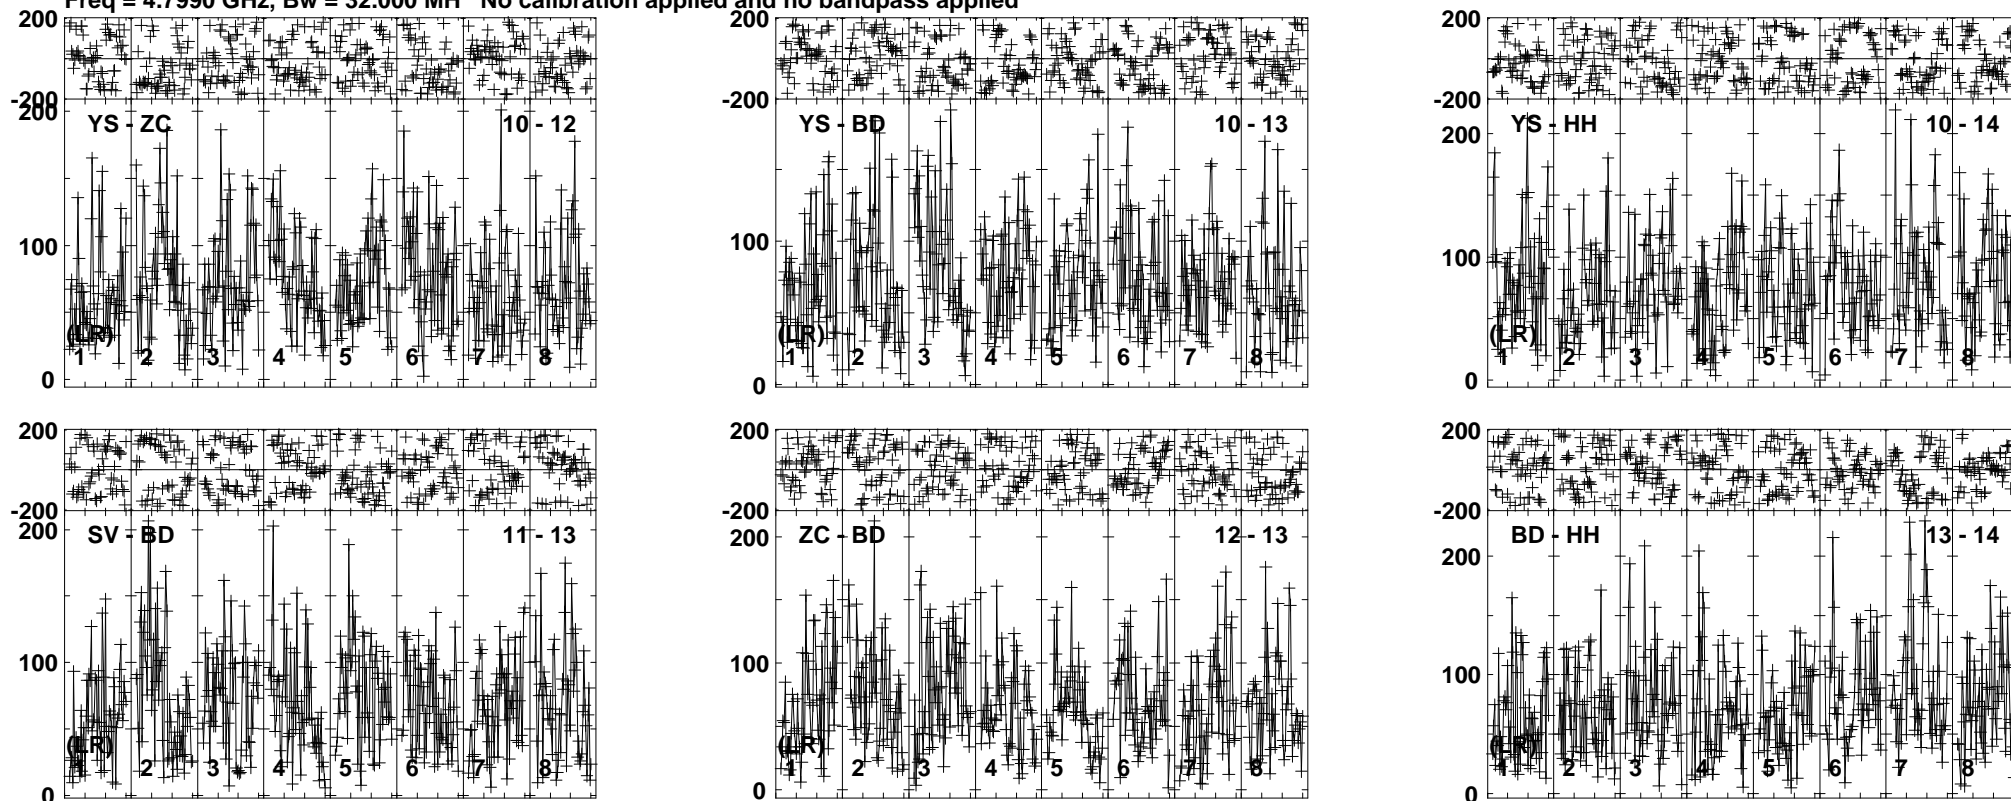 Freq = 4.7990 GHz, Bw = 32.000 MH No calibration applied and no bandpass applied
200 200 200
-200 -200 -200
200 YS - ZC 10 - 12 YS - BD 10 - 13 200 YS - HH 10 - 14
100 100 100
(LR) (LR) (LR)
1 2 3 4 5 6 7 8 1 2 3 4 5 6 7 8 1 2 3 4 5 6 7 8
0 0 0
200 200 200
-200 -200 -200
200 SV - BD 11 - 13 200 ZC - BD 12 - 13 200 BD - HH 13 - 14
100 100 100
(LR) (LR) (LR)
1 2 3 4 5 6 7 8 1 2 3 4 5 6 7 8 1 2 3 4 5 6 7 8
0 0 0